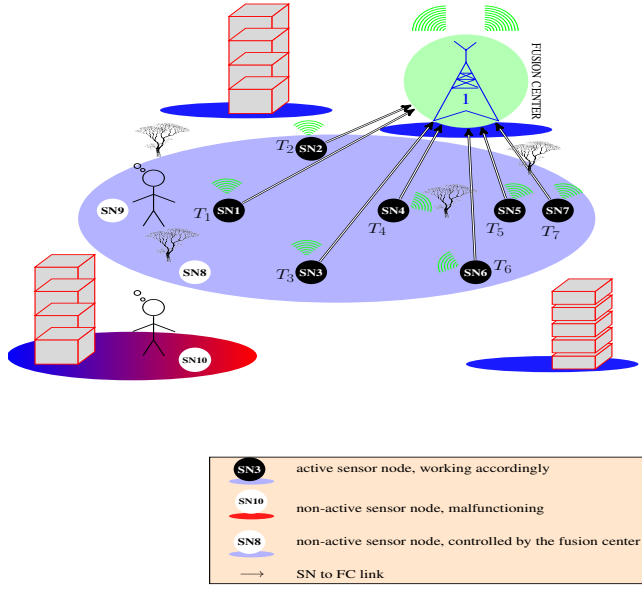 FUSION CENTER
1
T2
SN2
SN9
T1
SN1
SN4
T4
SN5
T5
SN7
T7
SN8
T3
SN3
SN6
T6
SN10
SN3 active sensor node, working accordingly
SN10 non-active sensor node, malfunctioning
SN8 non-active sensor node, controlled by the fusion center
→ SN to FC link